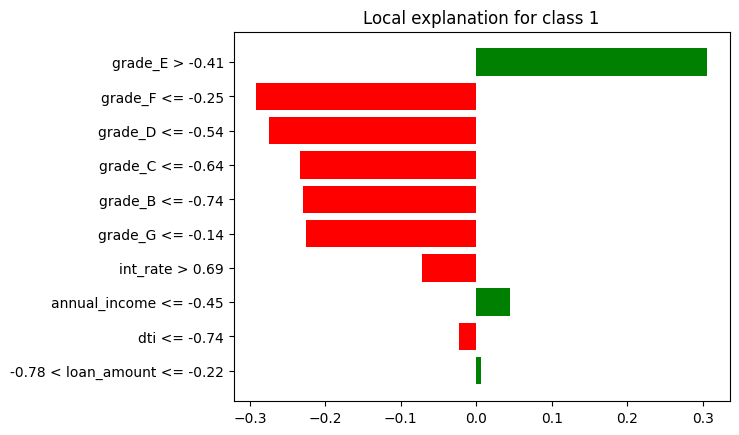 Local explanation for class 1
grade_E > -0.41
grade_F <= -0.25
grade_D <= -0.54
grade_C <= -0.64
grade_B <= -0.74
grade_G <= -0.14
int_rate > 0.69
annual_income <= -0.45
dti <= -0.74
-0.78 < loan_amount <= -0.22
−0.3 −0.2 −0.1 0.0 0.1 0.2 0.3